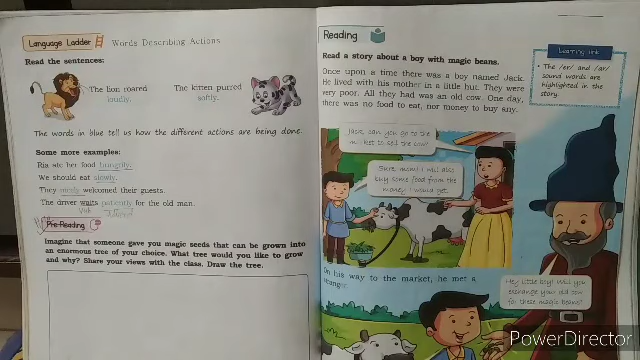 Language Ladder
Words Describing Actions
Read the sentences:
The lion roared
loudly.
The kitten purred
softly.
The words in blue tell us how the different actions are being done.
Some more examples:
Ria ate her food hungrily.
We should eat slowly.
They nicely welcomed their guests.
The driver waits patiently for the old man.
Pre-Reading
Imagine that someone gave you magic seeds that can be grown into
an enormous tree of your choice. What tree would you like to grow
and why? Share your views with the class. Draw the tree.
Reading
Read a story about a boy with magic beans.
Once upon a time there was a boy named Jack.
He lived with his mother in a little hut. They were
very poor. All they had was an old cow. One day,
there was no food to eat, nor money to buy any.
Learning Link
• The /er/ and /ar/
sound words are
highlighted in the
story.
Jack, can you go to the
market to sell the cow?
Sure, mom! I will also
buy some food from the
money I would get.
On his way to the market, he met a
stranger.
Hey little boy! Will you
exchange your old cow
for these magic beans?
PowerDirector